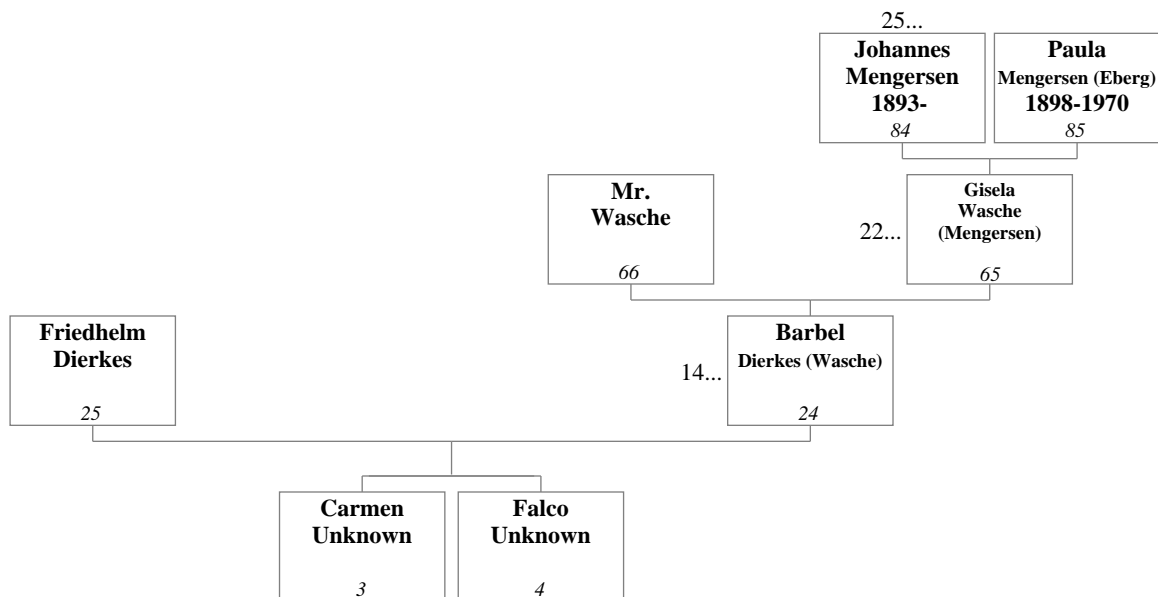 25...
Johannes
Mengersen
1893-
84
Paula
Mengersen (Eberg)
1898-1970
85
Mr.
Wasche
66
22...
Gisela
Wasche
(Mengersen)
65
Friedhelm
Dierkes
25
14...
Barbel
Dierkes (Wasche)
24
Carmen
Unknown
3
Falco
Unknown
4